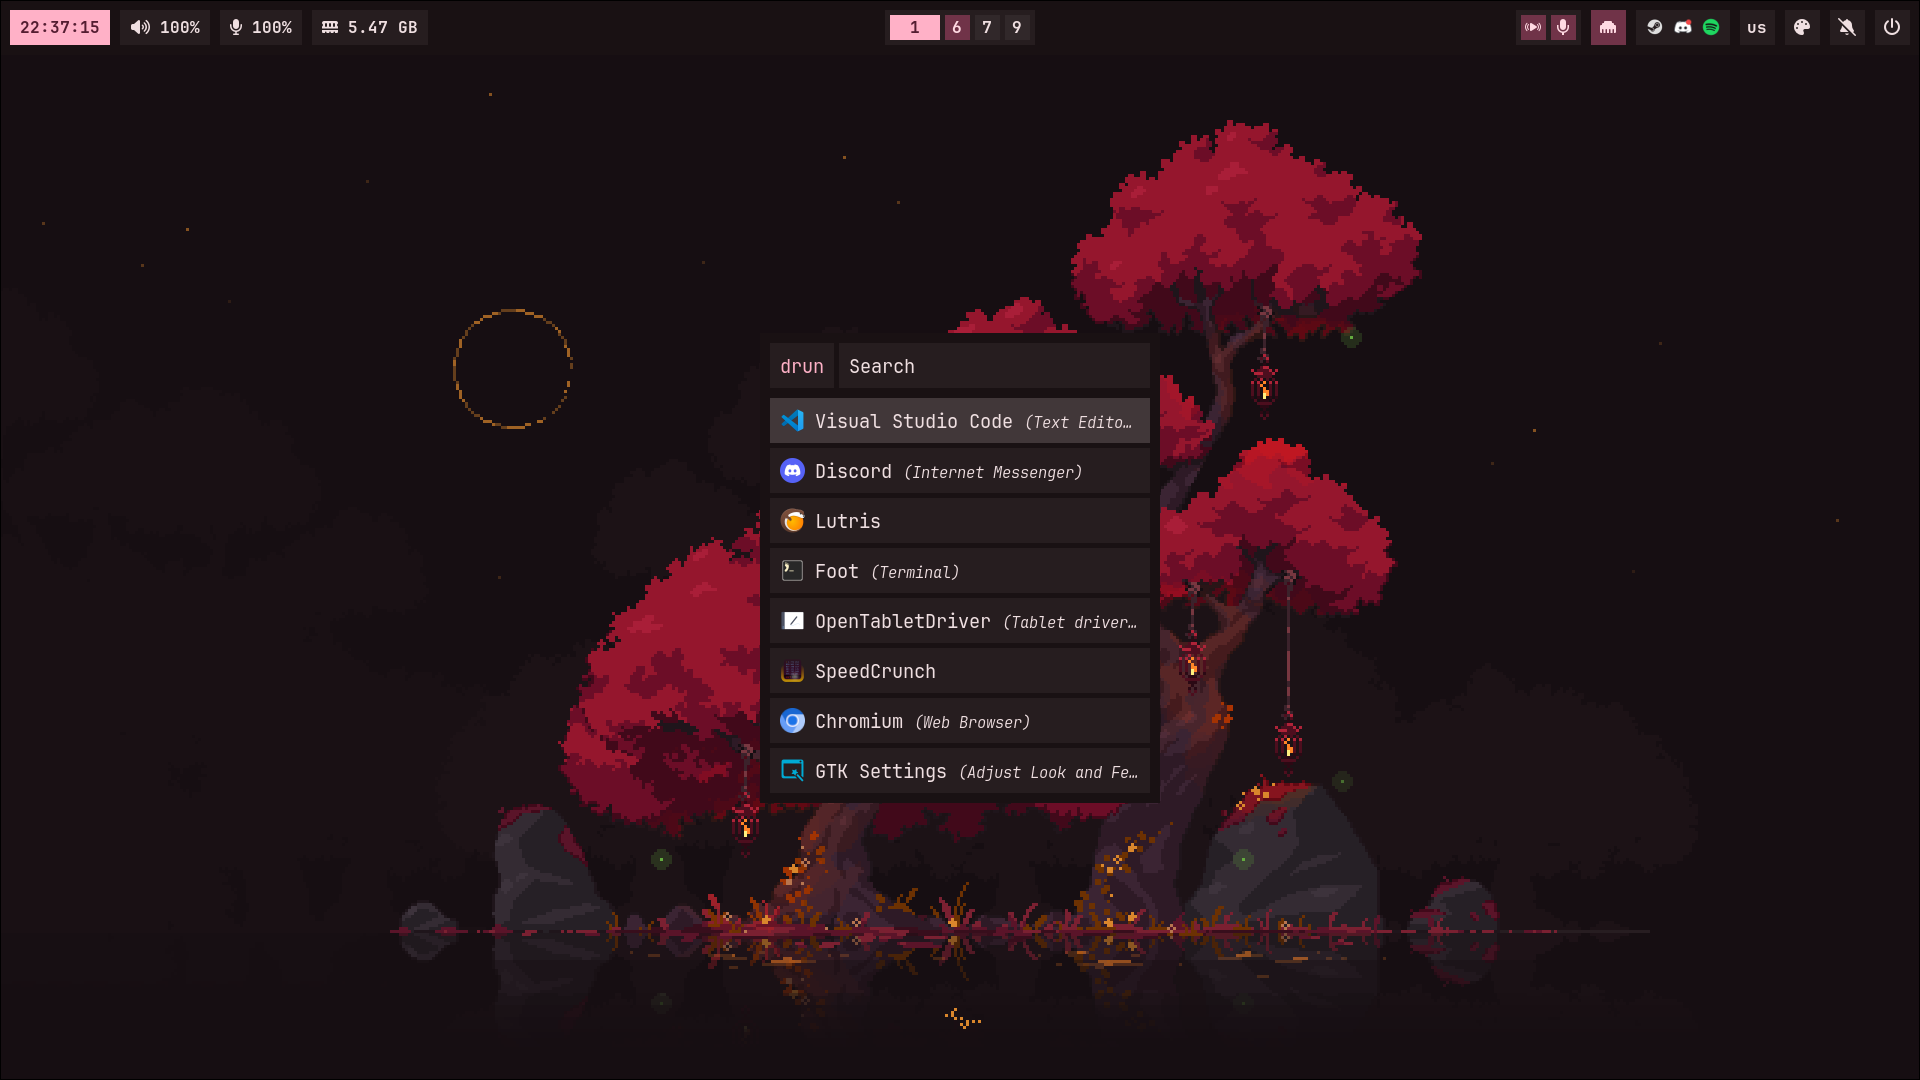 22:37:15 100% 100% 5.47 GB 1 6 7 9 US
drun Search
Visual Studio Code (Text Edito…
Discord (Internet Messenger)
Lutris
Foot (Terminal)
OpenTabletDriver (Tablet driver…
SpeedCrunch
Chromium (Web Browser)
GTK Settings (Adjust Look and Fe…